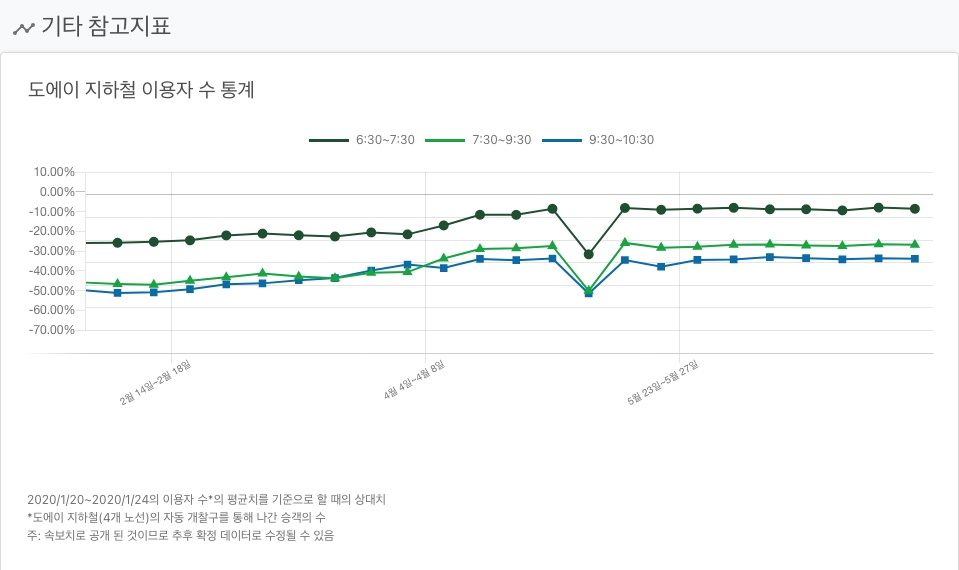 기타 참고지표
도에이 지하철 이용자 수 통계
6:30~7:30 7:30~9:30 9:30~10:30
10.00%
0.00%
-10.00%
-20.00%
-30.00%
-40.00%
-50.00%
-60.00%
-70.00%
2월 14일~2월 18일
4월 4일~4월 8일
5월 23일~5월 27일
2020/1/20~2020/1/24의 이용자 수*의 평균치를 기준으로 할 때의 상대치
*도에이 지하철(4개 노선)의 자동 개찰구를 통해 나간 승객의 수
주: 속보치로 공개 된 것이므로 추후 확정 데이터로 수정될 수 있음